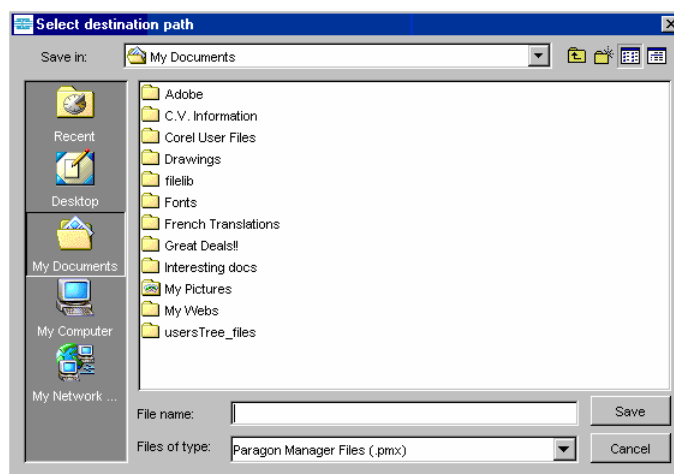 Select destination path
Save in:
My Documents
Recent
Desktop
My Documents
My Computer
My Network ...
Adobe
C.V. Information
Corel User Files
Drawings
filelib
Fonts
French Translations
Great Deals!!
Interesting docs
My Pictures
My Webs
usersTree_files
File name:
Save
Files of type:
Paragon Manager Files (.pmx)
Cancel